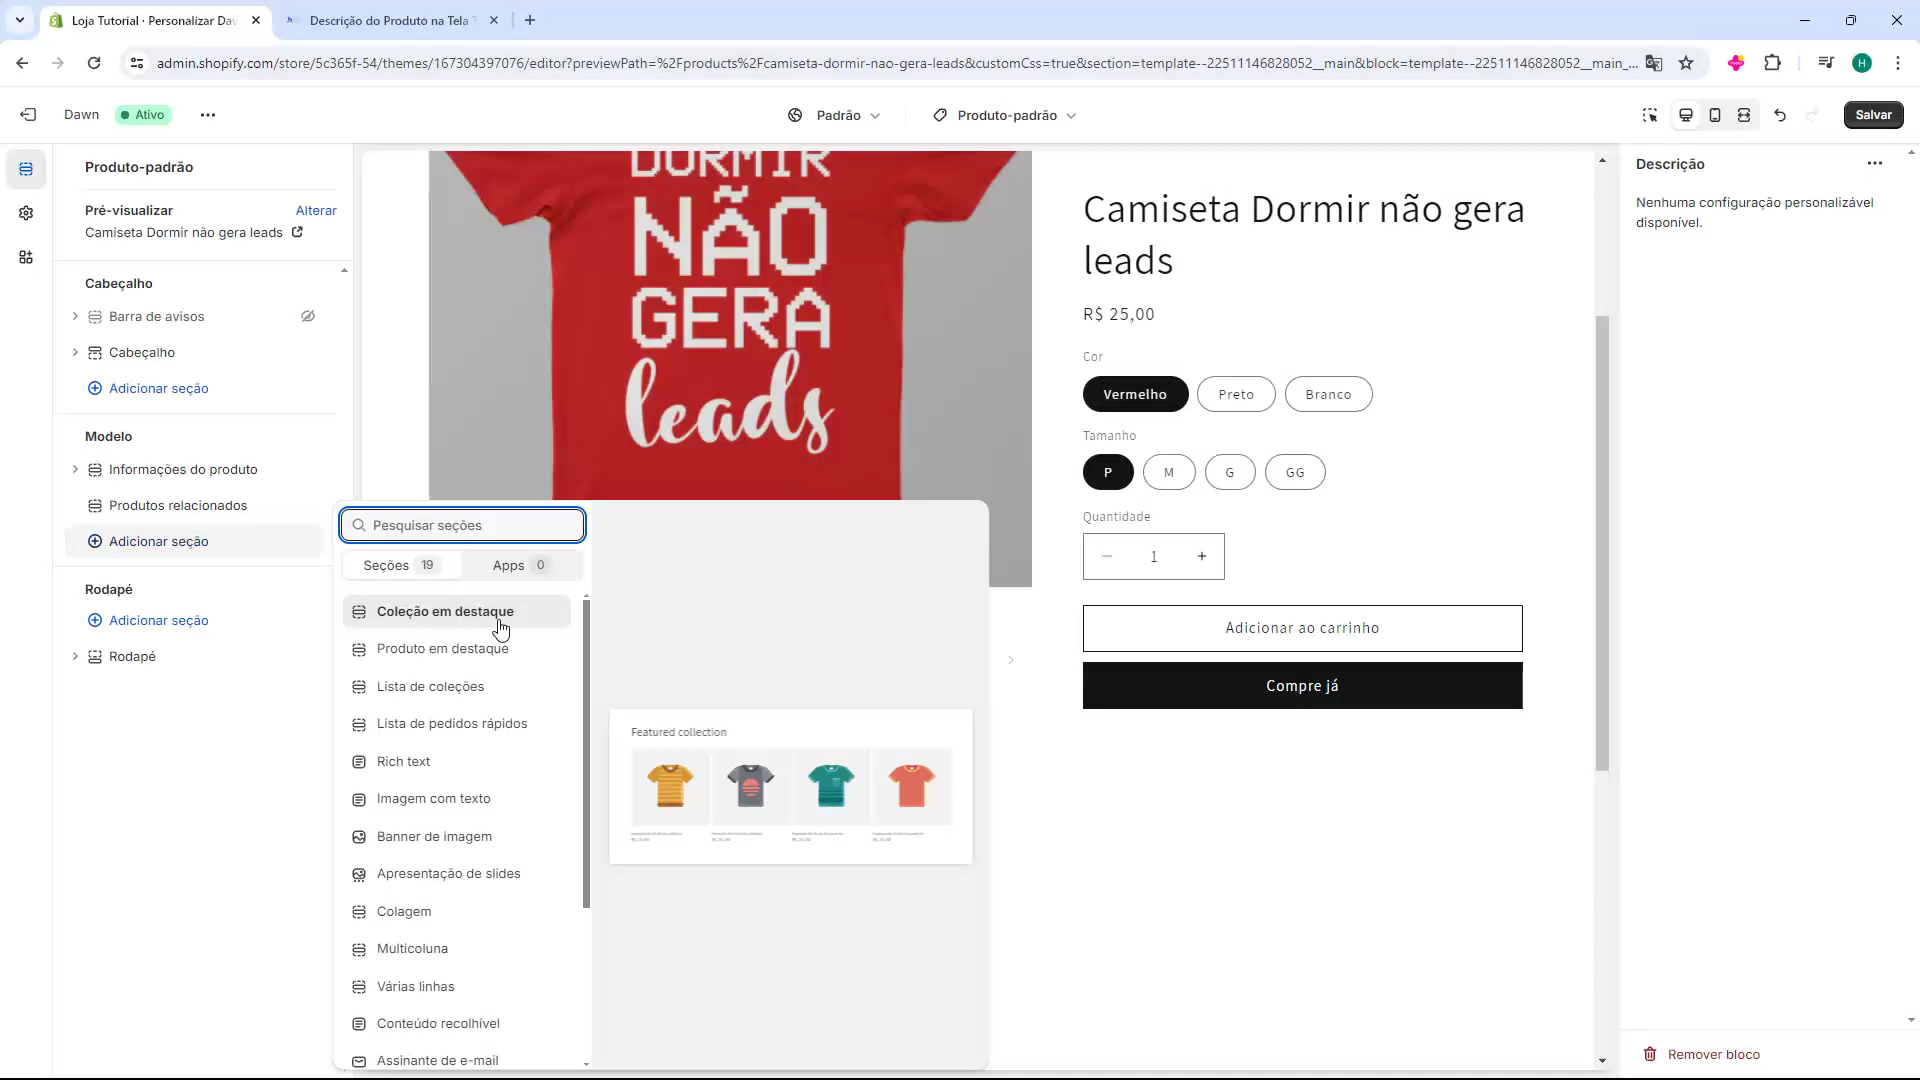 Loja Tutorial · Personalizar Daw
Descrição do Produto na Tela T
admin.shopify.com/store/5c365f-54/themes/167304397076/editor?previewPath=%2Fproducts%2Fcamiseta-dormir-nao-gera-leads&customCss=true&section=template--22511146828052__main&block=template--22511146828052__main_...
H
Dawn
Ativo
Padrão
Produto-padrão
Salvar
Produto-padrão
Pré-visualizar
Alterar
Camiseta Dormir não gera leads
Cabeçalho
Barra de avisos
Cabeçalho
Adicionar seção
Modelo
Informações do produto
Produtos relacionados
Adicionar seção
Rodapé
Adicionar seção
Rodapé
Pesquisar seções
Seções 19
Apps 0
Coleção em destaque
Produto em destaque
Lista de coleções
Lista de pedidos rápidos
Rich text
Imagem com texto
Banner de imagem
Apresentação de slides
Colagem
Multicoluna
Várias linhas
Conteúdo recolhível
Assinante de e-mail
Featured collection
DORMIR
NÃO
GERA
leads
Camiseta Dormir não gera
leads
R$ 25,00
Cor
Vermelho
Preto
Branco
Tamanho
P
M
G
GG
Quantidade
1
Adicionar ao carrinho
Compre já
Descrição
Nenhuma configuração personalizável
disponível.
Remover bloco